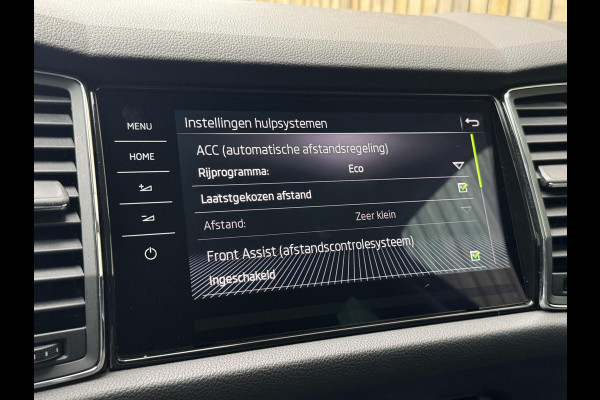 MENU
HOME
Instellingen hulpsystemen
ACC (automatische afstandsregeling)
Rijprogramma: Eco
Laatstgekozen afstand
Afstand: Zeer klein
Front Assist (afstandscontrolesysteem)
Ingeschakeld